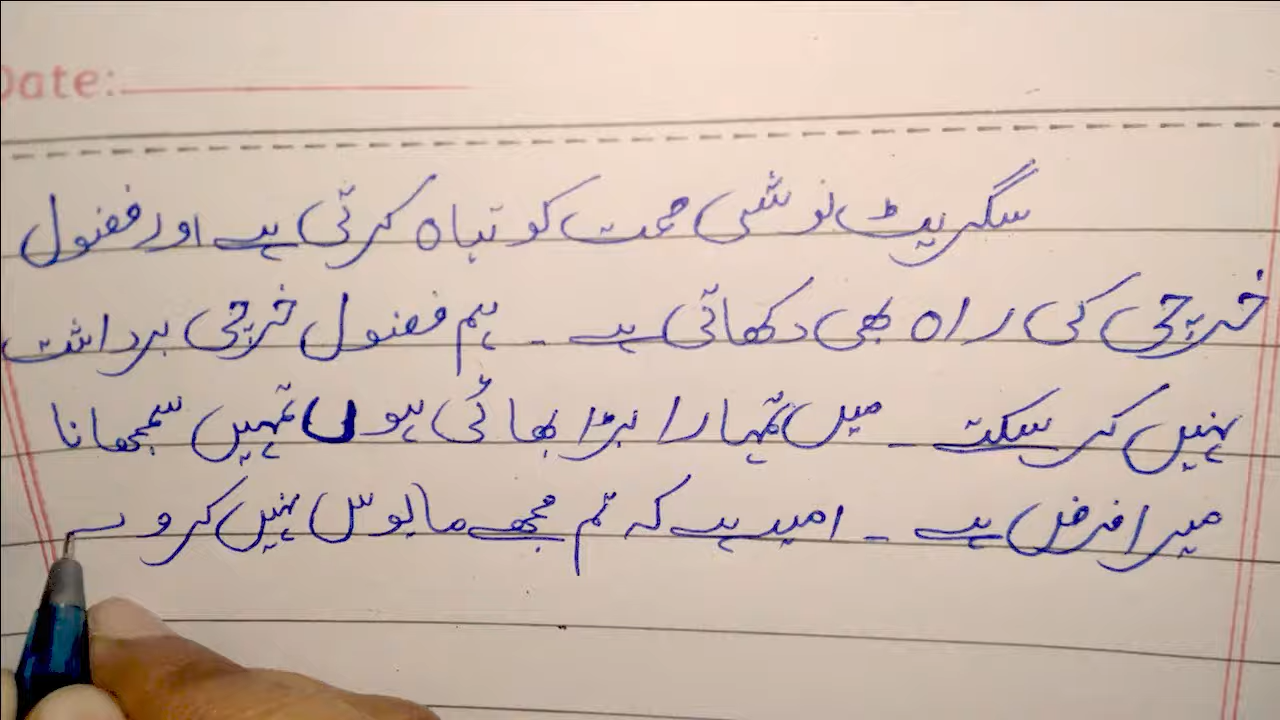 Date:
سگریٹ نوشی صحت کو تباہ کرتی ہے اور فضول
خرچی کی راہ بھی دکھاتی ہے ۔ ہم فضول خرچی برداشت
نہیں کر سکتے ۔ میں تمہارا بڑا بھائی ہوں تمہیں سمجھانا
میرا فرض ہے ۔ امید ہے کہ تم مجھے مایوس نہیں کرو